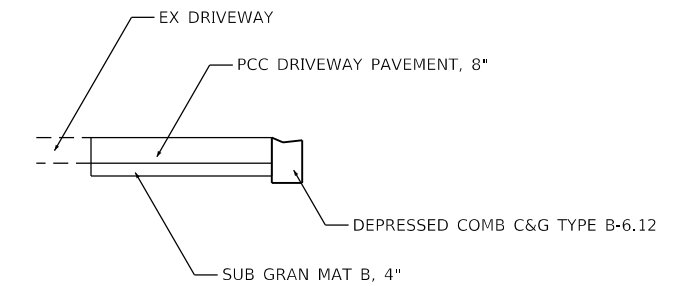 EX DRIVEWAY
PCC DRIVEWAY PAVEMENT, 8"
DEPRESSED COMB C&G TYPE B-6.12
SUB GRAN MAT B, 4"